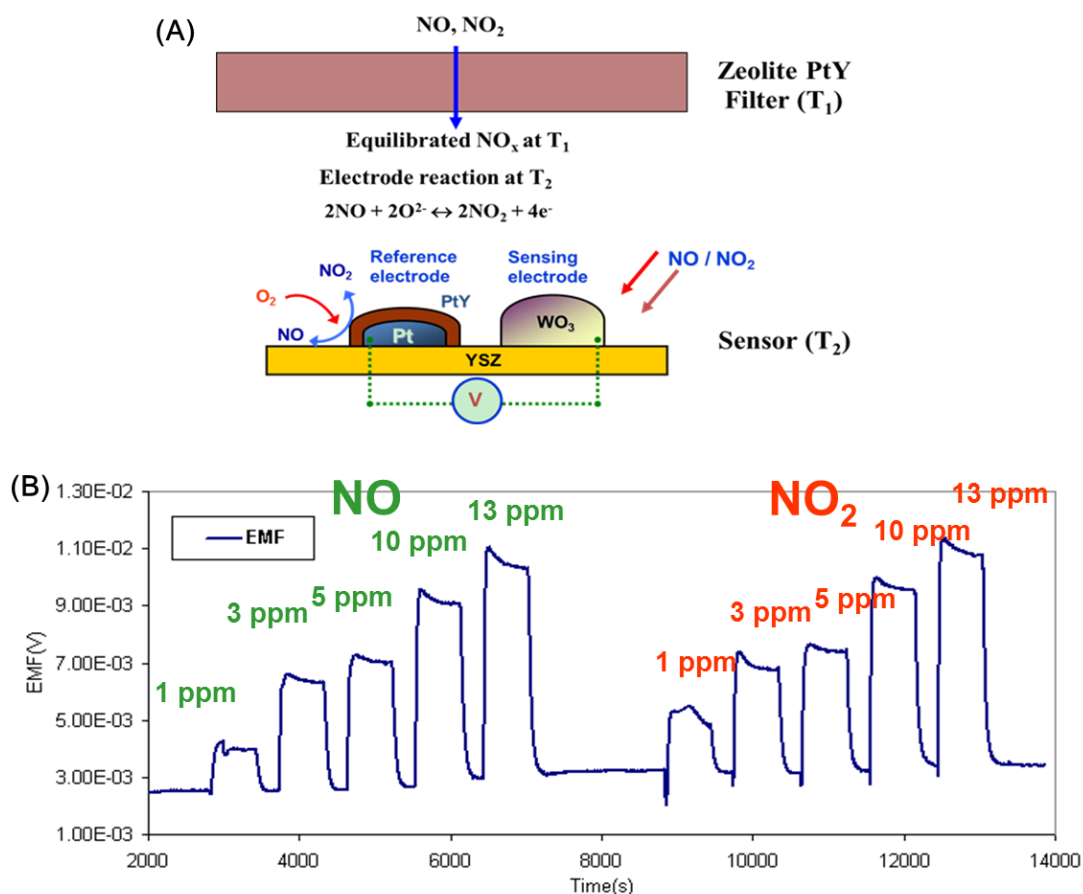 (A)
NO, NO₂
Zeolite PtY
Filter (T₁)
Equilibrated NOₓ at T₁
Electrode reaction at T₂
2NO + 2O²⁻ ↔ 2NO₂ + 4e⁻
NO₂
Reference
electrode
Sensing
electrode
NO / NO₂
O₂
PtY
NO
Pt
WO₃
Sensor (T₂)
YSZ
V
(B)
1.30E-02
1.10E-02
9.00E-03
7.00E-03
5.00E-03
3.00E-03
1.00E-03
EMF(V)
EMF
NO
1 ppm
3 ppm
5 ppm
10 ppm
13 ppm
NO₂
1 ppm
3 ppm
5 ppm
10 ppm
13 ppm
2000
4000
6000
8000
10000
12000
14000
Time(s)